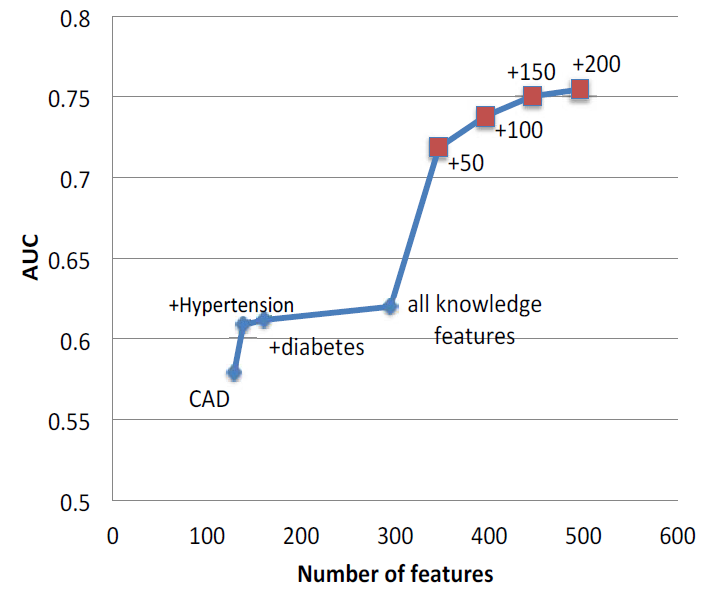 0.8
0.75
0.7
0.65
0.6
0.55
0.5
AUC
+200
+150
+100
+50
+Hypertension
all knowledge
features
+diabetes
CAD
0 100 200 300 400 500 600
Number of features